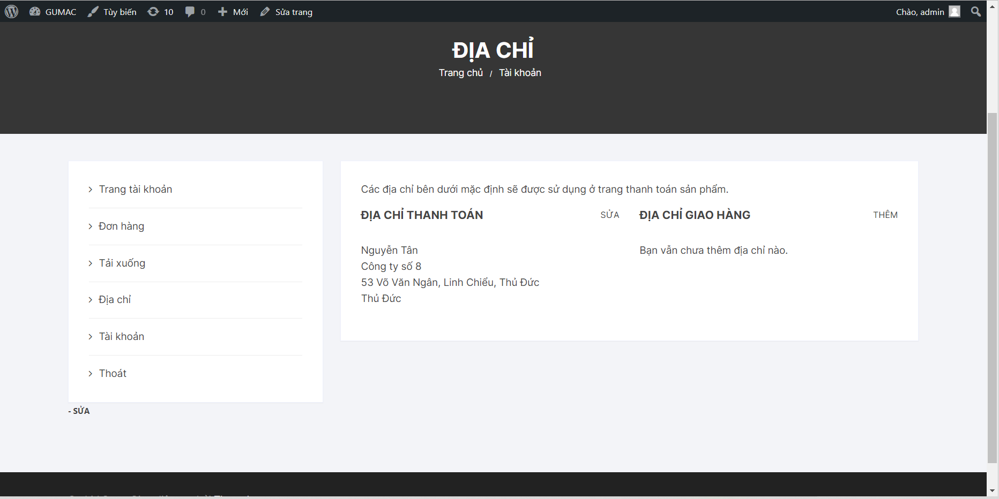 GUMAC Tùy biến 10 0 Mới Sửa trang Chào, admin
ĐỊA CHỈ
Trang chủ / Tài khoản
Trang tài khoản
Đơn hàng
Tải xuống
Địa chỉ
Tài khoản
Thoát
- SỬA
Các địa chỉ bên dưới mặc định sẽ được sử dụng ở trang thanh toán sản phẩm.
ĐỊA CHỈ THANH TOÁN SỬA
Nguyễn Tân
Công ty số 8
53 Võ Văn Ngân, Linh Chiểu, Thủ Đức
Thủ Đức
ĐỊA CHỈ GIAO HÀNG THÊM
Bạn vẫn chưa thêm địa chỉ nào.